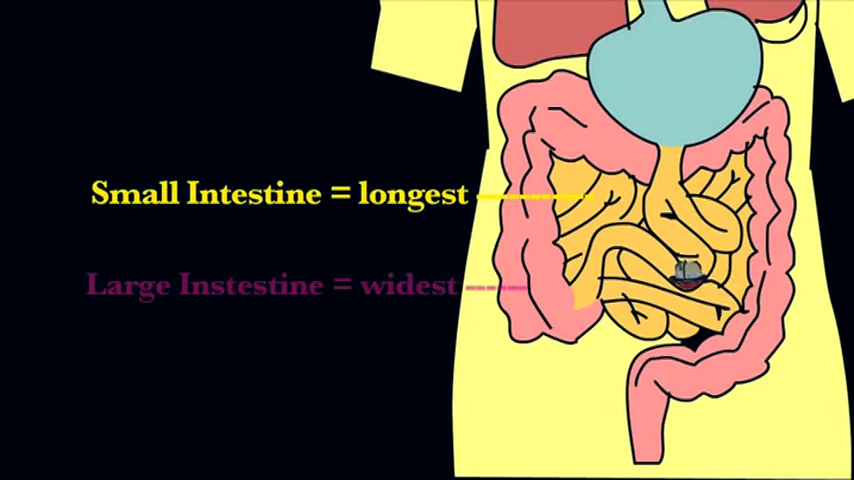 Small Intestine = longest
Large Instestine = widest